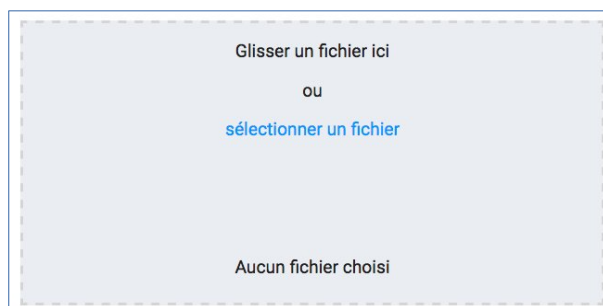 Glisser un fichier ici
ou
sélectionner un fichier
Aucun fichier choisi